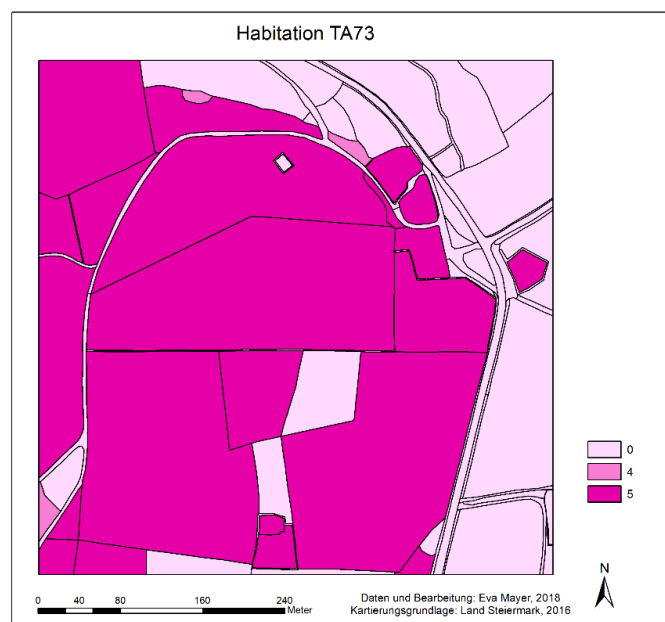 Habitation TA73
0
4
5
N
0 40 80 160 240
Meter
Daten und Bearbeitung: Eva Mayer, 2018
Kartierungsgrundlage: Land Steiermark, 2016